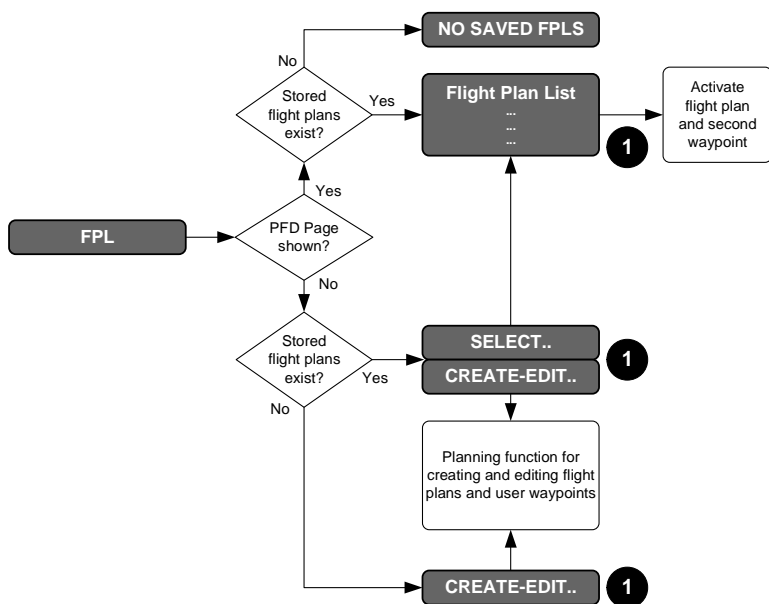 NO SAVED FPLS
No
Stored
flight plans
exist?
Yes
Flight Plan List
...
...
...
1
Activate
flight plan
and second
waypoint
Yes
FPL
PFD Page
shown?
No
Stored
flight plans
exist?
Yes
No
SELECT..
CREATE-EDIT..
1
Planning function for
creating and editing flight
plans and user waypoints
CREATE-EDIT..
1